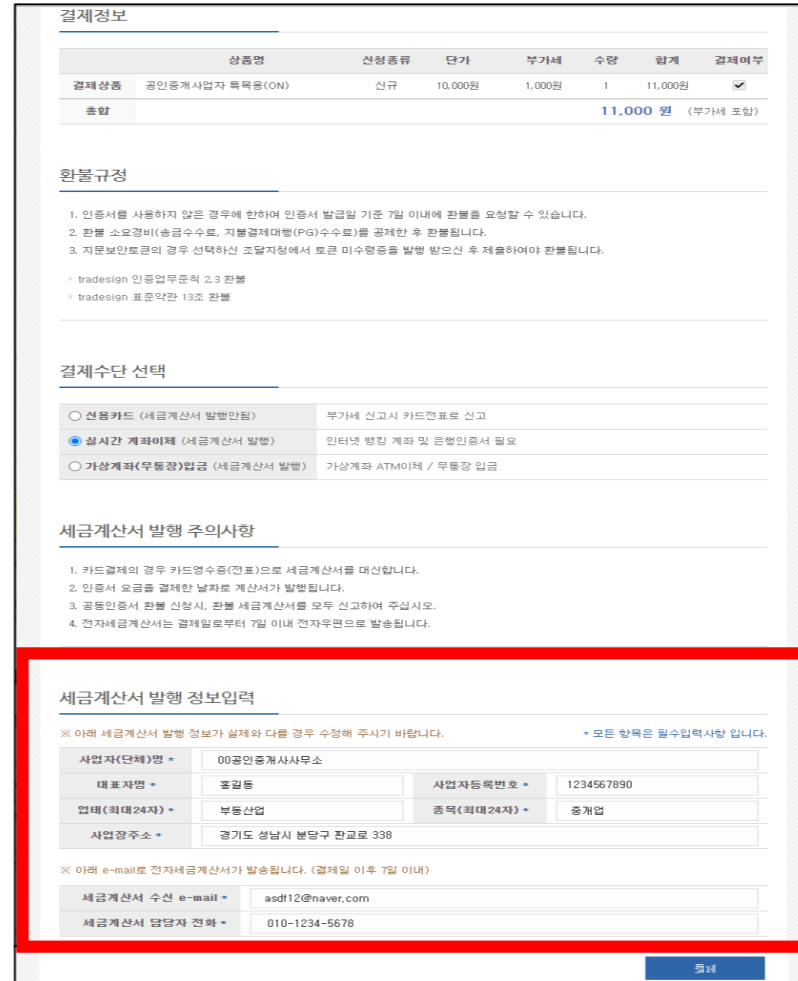 결제정보
상품명 신청종류 단가 부가세 수량 합계 결제여부
결제상품 공인중개사업자 특목용(ON) 신규 10,000원 1,000원 1 11,000원
총합 11,000 원 (부가세 포함)
환불규정
1. 인증서를 사용하지 않은 경우에 한하여 인증서 발급일 기준 7일 이내에 환불을 요청할 수 있습니다.
2. 환불 소요경비(송금수수료, 지불결제대행(PG)수수료)를 공제한 후 환불됩니다.
3. 지문보안토큰의 경우 선택하신 조달지청에서 토큰 미수령증을 발행 받으신 후 제출하여야 환불됩니다.
tradesign 인증업무준칙 2.3 환불
tradesign 표준약관 13조 환불
결제수단 선택
신용카드 (세금계산서 발행안됨) 부가세 신고시 카드전표로 신고
실시간 계좌이체 (세금계산서 발행) 인터넷 뱅킹 계좌 및 은행인증서 필요
가상계좌(무통장)입금 (세금계산서 발행) 가상계좌 ATM이체 / 무통장 입금
세금계산서 발행 주의사항
1. 카드결제의 경우 카드영수증(전표)으로 세금계산서를 대신합니다.
2. 인증서 요금을 결제한 날짜로 계산서가 발행됩니다.
3. 공동인증서 환불 신청시, 환불 세금계산서를 모두 신고하여 주십시오.
4. 전자세금계산서는 결제일로부터 7일 이내 전자우편으로 발송됩니다.
세금계산서 발행 정보입력
※ 아래 세금계산서 발행 정보가 실제와 다를 경우 수정해 주시기 바랍니다. * 모든 항목은 필수입력사항 입니다.
사업자(단체)명 * 00공인중개사사무소
대표자명 * 홍길동 사업자등록번호 * 1234567890
업태(최대24자) * 부동산업 종목(최대24자) * 중개업
사업장주소 * 경기도 성남시 분당구 판교로 338
※ 아래 e-mail로 전자세금계산서가 발송됩니다. (결제일 이후 7일 이내)
세금계산서 수신 e-mail * asdf12@naver.com
세금계산서 담당자 전화 * 010-1234-5678